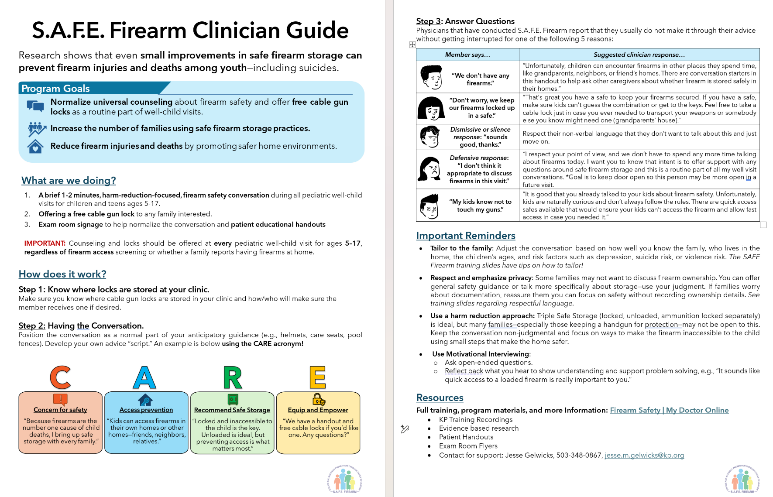 S.A.F.E. Firearm Clinician Guide
Research shows that even small improvements in safe firearm storage can
prevent firearm injuries and deaths among youth—including suicides.
Program Goals
Normalize universal counseling about firearm safety and offer free cable gun
locks as a routine part of well-child visits.
Increase the number of families using safe firearm storage practices.
Reduce firearm injuries and deaths by promoting safer home environments.
What are we doing?
1. A brief 1-2 minutes, harm-reduction-focused, firearm safety conversation during all pediatric well-child
visits for children and teens ages 5-17.
2. Offering a free cable gun lock to any family interested.
3. Exam room signage to help normalize the conversation and patient educational handouts
IMPORTANT: Counseling and locks should be offered at every pediatric well-child visit for ages 5-17,
regardless of firearm access screening or whether a family reports having firearms at home.
How does it work?
Step 1: Know where locks are stored at your clinic.
Make sure you know where cable gun locks are stored in your clinic and how/who will make sure the
member receives one if desired.
Step 2: Having the Conversation.
Position the conversation as a normal part of your anticipatory guidance (e.g., helmets, care seats, pool
fences). Develop your own advice "script." An example is below using the CARE acronym!
C A R E
Concern for safety
"Because firearms are the
number one cause of child
deaths, I bring up safe
storage with every family"
Access prevention
"Kids can access firearms in
their own homes or other
homes–friends, neighbors,
relatives."
Recommend Safe Storage
"Locked and inaccessible to
the child is the key.
Unloaded is ideal, but
preventing access is what
matters most."
Equip and Empower
"We have a handout and
free cable locks if you'd like
one. Any questions?"
Step 3: Answer Questions
Physicians that have conducted SAFE Firearm report that they usually do not make it through their advice
without getting interrupted for one of the following 5 reasons:
Member says…
Suggested clinician response…
"We don't have any
firearms."
"Unfortunately, children can encounter firearms in other places they spend time,
like grandparents, neighbors, or friend's homes. There are conversation starters in
this handout to help ask other caregivers about whether firearm is stored safely in
their homes."
"Don't worry, we keep
our firearms locked up
in a safe."
"That's great you have a safe to keep your firearms secured. If you have a safe,
make sure kids can't guess the combination or get to the keys. Feel free to take a
cable lock just in case you ever needed to transport your weapons or somebody
else you know might need one (grandparents' house)."
Dismissive or silence
response: "sounds
good, thanks."
Respect their non-verbal language that they don't want to talk about this and just
move on.
Defensive response:
"I don't think it
appropriate to discuss
firearms in this visit."
"I respect your point of view, and we don't have to spend any more time talking
about firearms today. I want you to know that intent is to offer support with any
questions around safe firearm storage and this is a routine part of all my well visit
conversations. *Goal is to keep door open so this person may be more open in a
future visit.
"My kids know not to
touch my guns."
"It is good that you already talked to your kids about firearm safety. Unfortunately,
kids are naturally curious and don't always follow the rules. There are quick access
safes available that would ensure your kids can't access the firearm and allow fast
access in case you needed it."
Important Reminders
• Tailor to the family: Adjust the conversation based on how well you know the family, who lives in the
home, the children's ages, and risk factors such as depression, suicide risk, or violence risk. The SAFE
Firearm training slides have tips on how to tailor!
• Respect and emphasize privacy: Some families may not want to discuss firearm ownership. You can offer
general safety guidance or talk more specifically about storage–use your judgment. If families worry
about documentation, reassure them you can focus on safety without recording ownership details. See
training slides regarding respectful language.
• Use a harm reduction approach: Triple Safe Storage (locked, unloaded, ammunition locked separately)
is ideal, but many families–especially those keeping a handgun for protection–may not be open to this.
Keep the conversation non-judgmental and focus on ways to make the firearm inaccessible to the child
using small steps that make the home safer.
• Use Motivational Interviewing:
o Ask open-ended questions.
o Reflect back what you hear to show understanding and support problem solving, e.g., "It sounds like
quick access to a loaded firearm is really important to you."
Resources
Full training, program materials, and more Information: Firearm Safety | My Doctor Online
• KP Training Recordings
• Evidence based research
• Patient Handouts
• Exam Room Flyers
• Contact for support: Jesse Gelwicks, 503-348-0867, jesse.m.gelwicks@kp.org